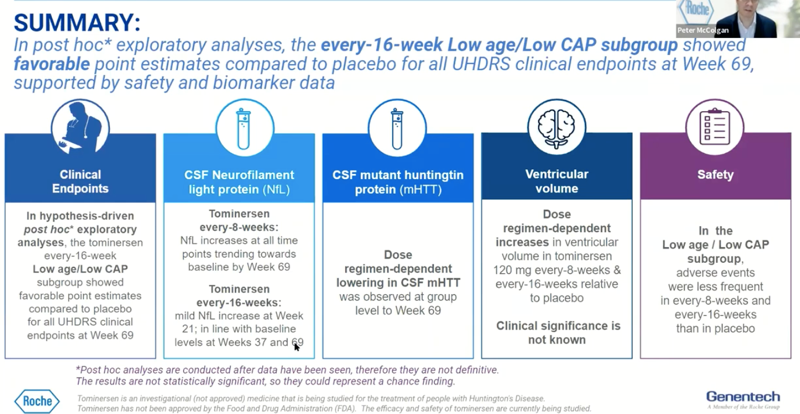 Roche
Peter McColgan
SUMMARY:
In post hoc* exploratory analyses, the every-16-week Low age/Low CAP subgroup showed
favorable point estimates compared to placebo for all UHDRS clinical endpoints at Week 69,
supported by safety and biomarker data
Clinical
Endpoints
In hypothesis-driven
post hoc* exploratory
analyses, the tominersen
every-16-week
Low age/Low CAP
subgroup showed
favorable point estimates
compared to placebo
for all UHDRS clinical
endpoints at Week 69
CSF Neurofilament
light protein (NfL)
Tominersen
every-8-weeks:
NfL increases at all time
points trending towards
baseline by Week 69
Tominersen
every-16-weeks:
mild NfL increase at Week
21; in line with baseline
levels at Weeks 37 and 69
CSF mutant huntingtin
protein (mHTT)
Dose
regimen-dependent
lowering in CSF mHTT
was observed at group
level to Week 69
Ventricular
volume
Dose
regimen-dependent
increases in ventricular
volume in tominersen
120 mg every-8-weeks &
every-16-weeks relative
to placebo
Clinical significance is
not known
Safety
In the
Low age / Low CAP
subgroup,
adverse events
were less frequent
in every-8-weeks and
every-16-weeks
than in placebo
*Post hoc analyses are conducted after data have been seen, therefore they are not definitive.
The results are not statistically significant, so they could represent a chance finding.
Roche
Tominersen is an investigational (not approved) medicine that is being studied for the treatment of people with Huntington's Disease.
Tominersen has not been approved by the Food and Drug Administration (FDA). The efficacy and safety of tominersen are currently being studied.
Genentech
A Member of the Roche Group